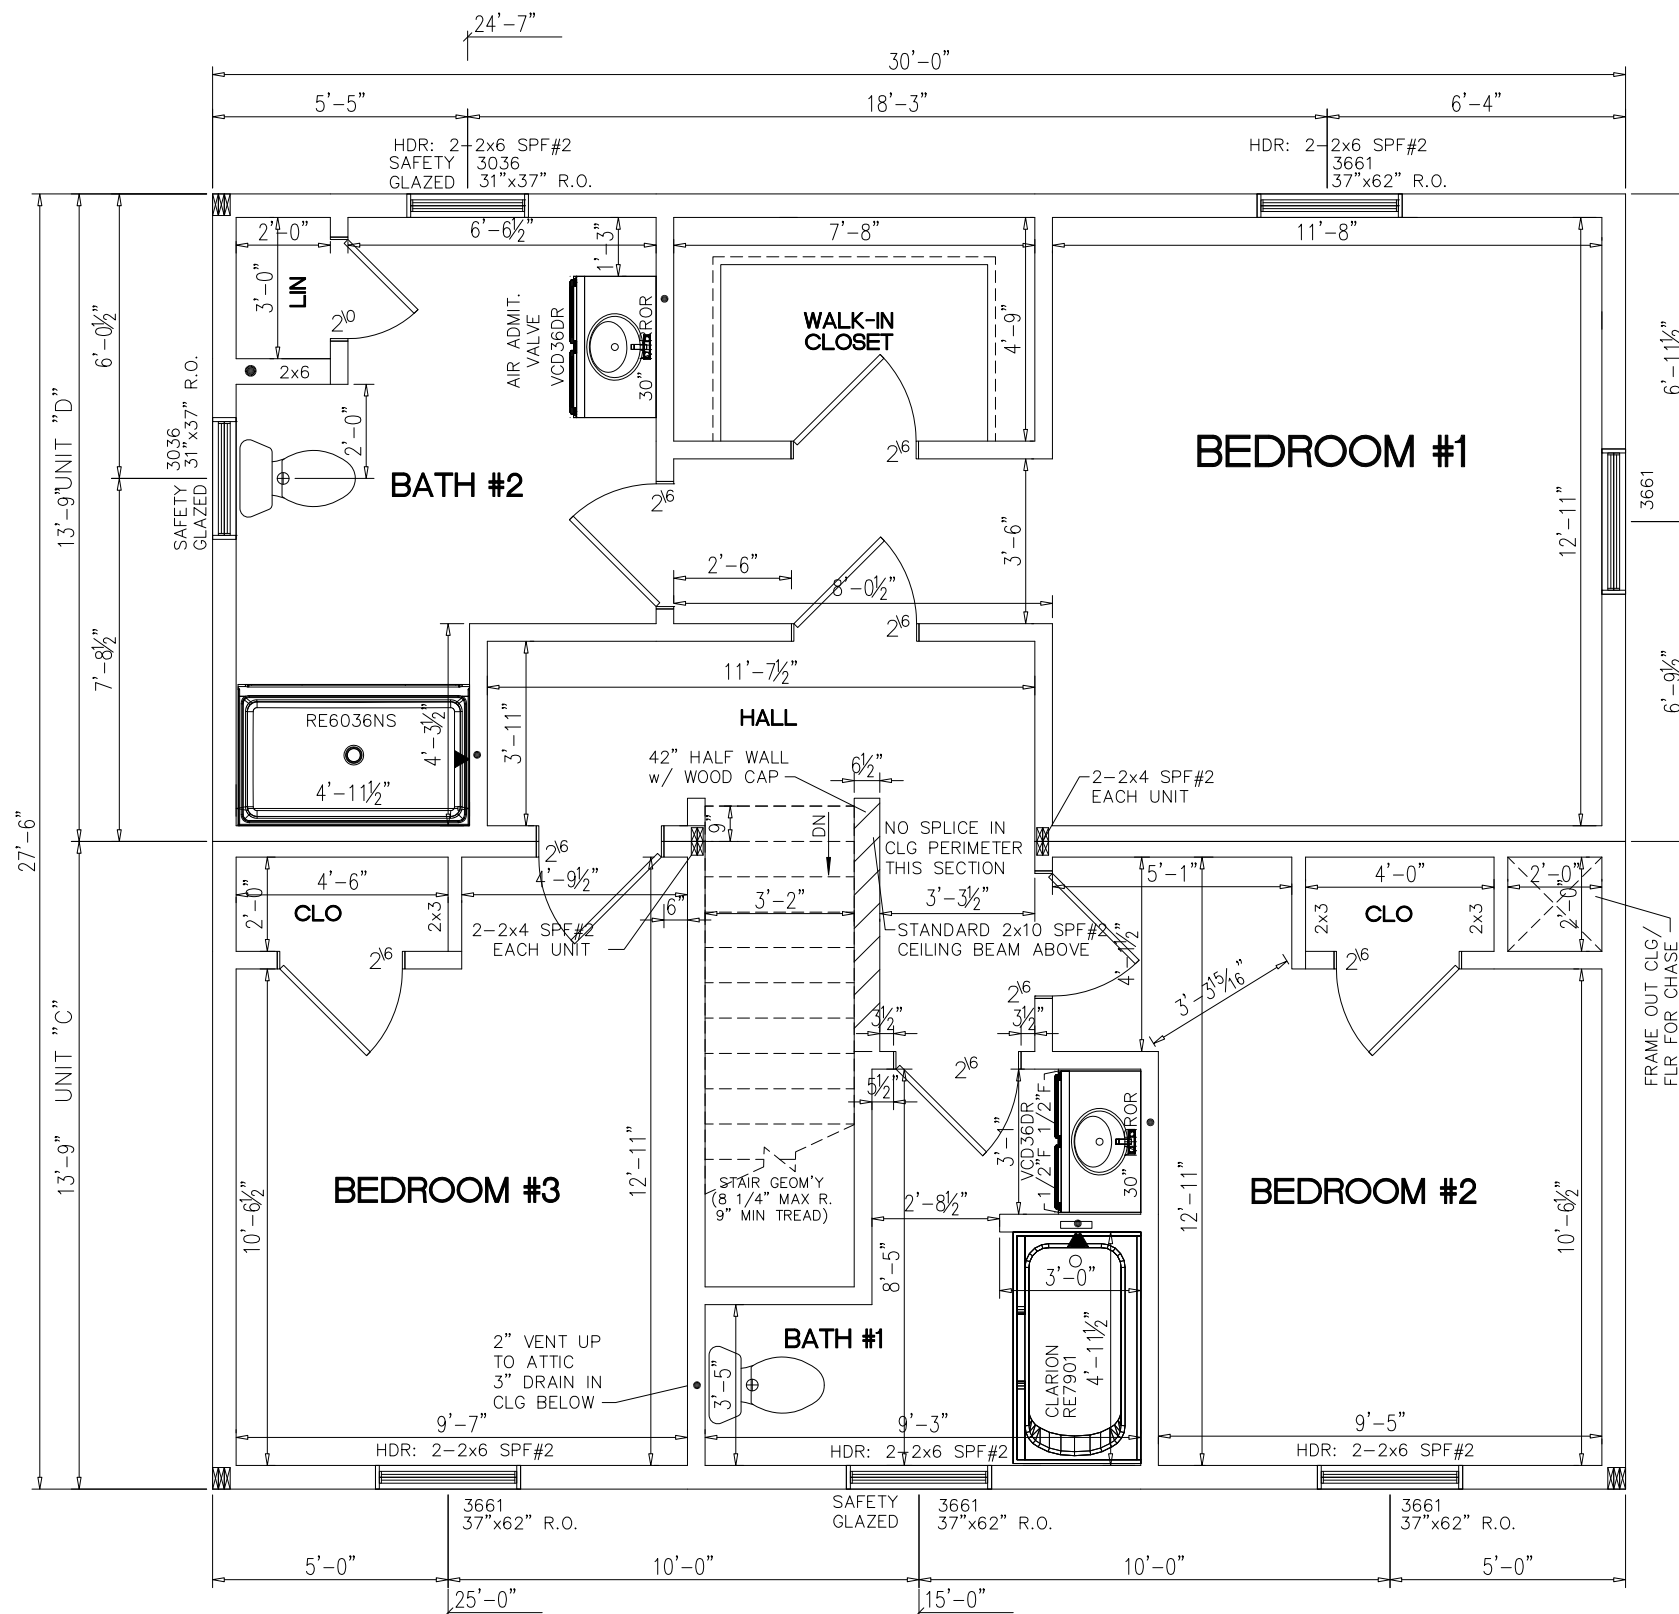 24'-7"
30'-0"
5'-5"
18'-3"
6'-4"
HDR: 2-2x6 SPF#2
SAFETY 3036
GLAZED 31"x37" R.O.
HDR: 2-2x6 SPF#2
3661
37"x62" R.O.
2'-0"
6'-6½"
1'-3"
7'-8"
11'-8"
3'-0"
LIN
2/0
2x6
2'-0"
AIR ADMIT.
VALVE
VCD36DR
30"
WALK-IN
CLOSET
4'-9"
2/6
6'-0½"
13'-9" UNIT "D"
7'-8½"
27'-6"
SAFETY 3036
GLAZED 31"x37" R.O.
BATH #2
2/6
BEDROOM #1
12'-11"
3661
6'-11½"
6'-9½"
2'-6"
8'-0½"
3'-6"
2/6
11'-7½"
HALL
4'-3½"
3'-11"
RE6036NS
4'-11½"
42" HALF WALL
w/ WOOD CAP
6½"
9"
DN
2-2x4 SPF#2
EACH UNIT
NO SPLICE IN
CLG PERIMETER
THIS SECTION
2/6
4'-6"
2'-0"
CLO
2x3
4'-9½"
6"
3'-2"
3'-3½"
2-2x4 SPF#2
EACH UNIT
STANDARD 2x10 SPF#2
CEILING BEAM ABOVE
4'-1½"
5'-1"
4'-0"
2'-0"
2'-0"
2x3
CLO
2x3
2/6
2/6
2/6
3'-3 15/16"
FRAME OUT CLG/
FLR FOR CHASE
3½"
3½"
2/6
5½"
13'-9" UNIT "C"
BEDROOM #3
10'-6½"
12'-11"
STAIR GEOM'Y
(8 1/4" MAX R.
9" MIN TREAD)
3'-1"
VCD36DR
1/2"F 1/2"F
30"
2'-8½"
8'-5"
3'-0"
12'-11"
BEDROOM #2
10'-6½"
BATH #1
3'-5"
CLARION
RE7901
4'-11½"
2" VENT UP
TO ATTIC
3" DRAIN IN
CLG BELOW
9'-7"
9'-3"
9'-5"
HDR: 2-2x6 SPF#2
HDR: 2-2x6 SPF#2
HDR: 2-2x6 SPF#2
3661
37"x62" R.O.
SAFETY
GLAZED
3661
37"x62" R.O.
3661
37"x62" R.O.
5'-0"
10'-0"
10'-0"
5'-0"
25'-0"
15'-0"